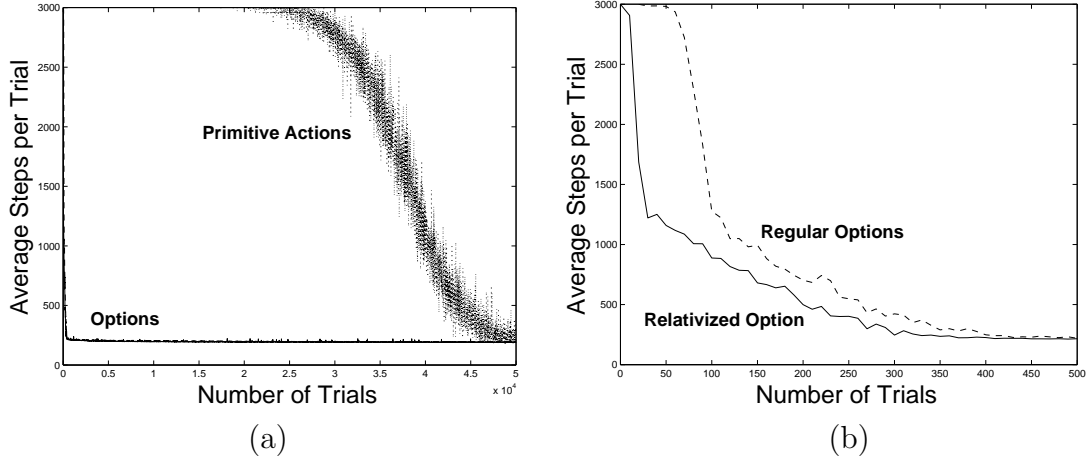 3000
2500
2000
1500
1000
500
0
Average Steps per Trial
Primitive Actions
Options
0 0.5 1 1.5 2 2.5 3 3.5 4 4.5 5
x 10⁴
Number of Trials
(a)
3000
2500
2000
1500
1000
500
0
Average Steps per Trial
Regular Options
Relativized Option
0 50 100 150 200 250 300 350 400 450 500
Number of Trials
(b)